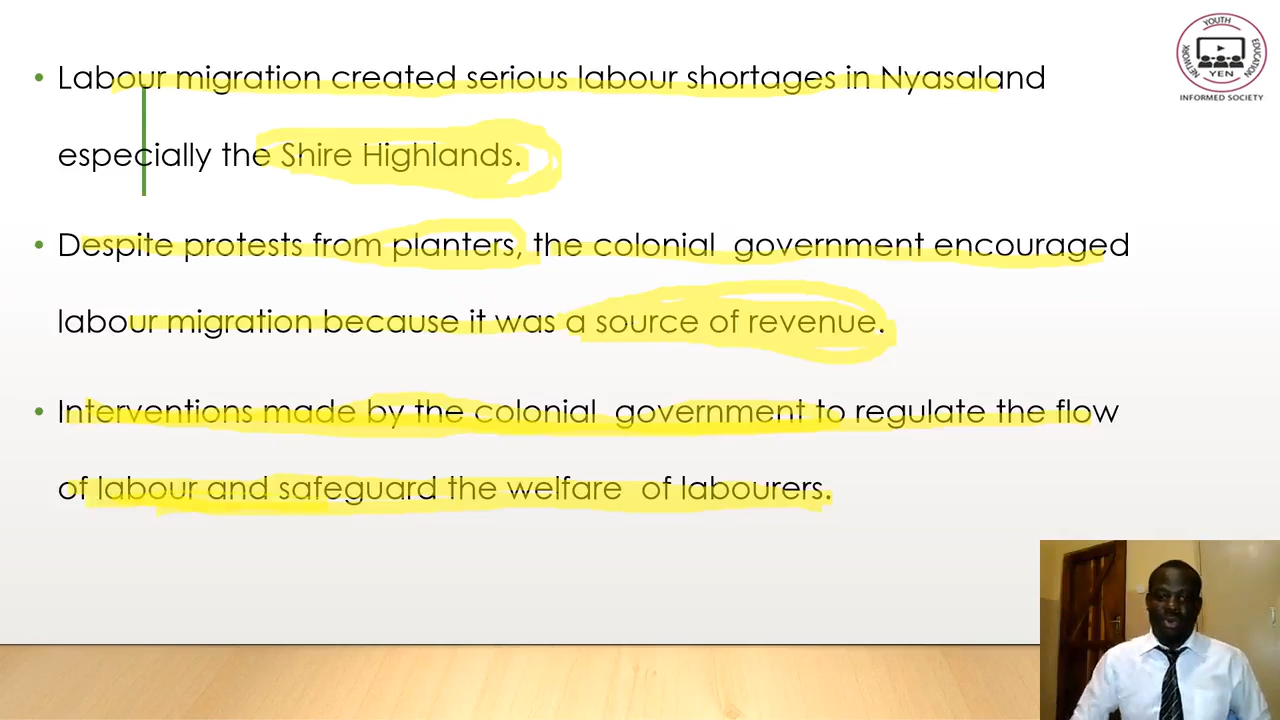 YOUTH
NETWORK
EDUCATION
YEN
INFORMED SOCIETY
• Labour migration created serious labour shortages in Nyasaland
especially the Shire Highlands.
• Despite protests from planters, the colonial government encouraged
labour migration because it was a source of revenue.
• Interventions made by the colonial government to regulate the flow
of labour and safeguard the welfare of labourers.